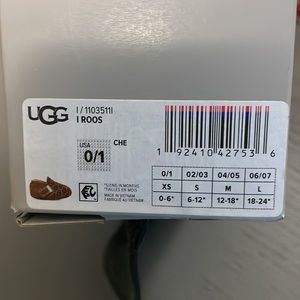 UGG
I / 1103511I
I ROOS
USA
0/1
CHE
1 92410 42753 6
*SIZING IN MONTHS
*TAILLES EN MOIS
MADE IN VIETNAM
FABRIQUÉ AU VIETNAM
0/1 02/03 04/05 06/07
XS S M L
0-6* 6-12* 12-18* 18-24*